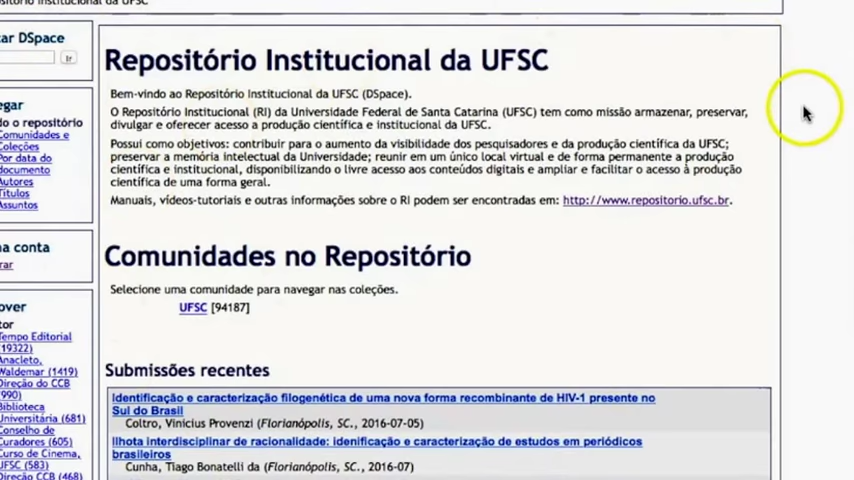 sitório Institucional da UFSC
ar DSpace
Ir
Repositório Institucional da UFSC
Bem-vindo ao Repositório Institucional da UFSC (DSpace).
O Repositório Institucional (RI) da Universidade Federal de Santa Catarina (UFSC) tem como missão armazenar, preservar,
divulgar e oferecer acesso a produção científica e institucional da UFSC.
Possui como objetivos: contribuir para o aumento da visibilidade dos pesquisadores e da produção científica da UFSC;
preservar a memória intelectual da Universidade; reunir em um único local virtual e de forma permanente a produção
científica e institucional, disponibilizando o livre acesso aos conteúdos digitais e ampliar e facilitar o acesso à produção
científica de uma forma geral.
Manuais, vídeos-tutoriais e outras informações sobre o RI podem ser encontradas em: http://www.repositorio.ufsc.br.
egar
do o repositório
Comunidades e
Coleções
Por data do
documento
Autores
Títulos
Assuntos
a conta
rar
Comunidades no Repositório
Selecione uma comunidade para navegar nas coleções.
UFSC [94187]
over
tor
Tempo Editorial
(19322)
Anacleto,
Waldemar (1419)
Direção do CCB
(990)
Biblioteca
Universitária (681)
Conselho de
Curadores (605)
Curso de Cinema,
UFSC (583)
Direção CCB (468)
Submissões recentes
Identificação e caracterização filogenética de uma nova forma recombinante de HIV-1 presente no
Sul do Brasil
Coltro, Vinícius Provenzi (Florianópolis, SC., 2016-07-05)
Ilhota interdisciplinar de racionalidade: idenificação e caracterização de estudos em periódicos
brasileiros
Cunha, Tiago Bonatelli da (Florianópolis, SC., 2016-07)